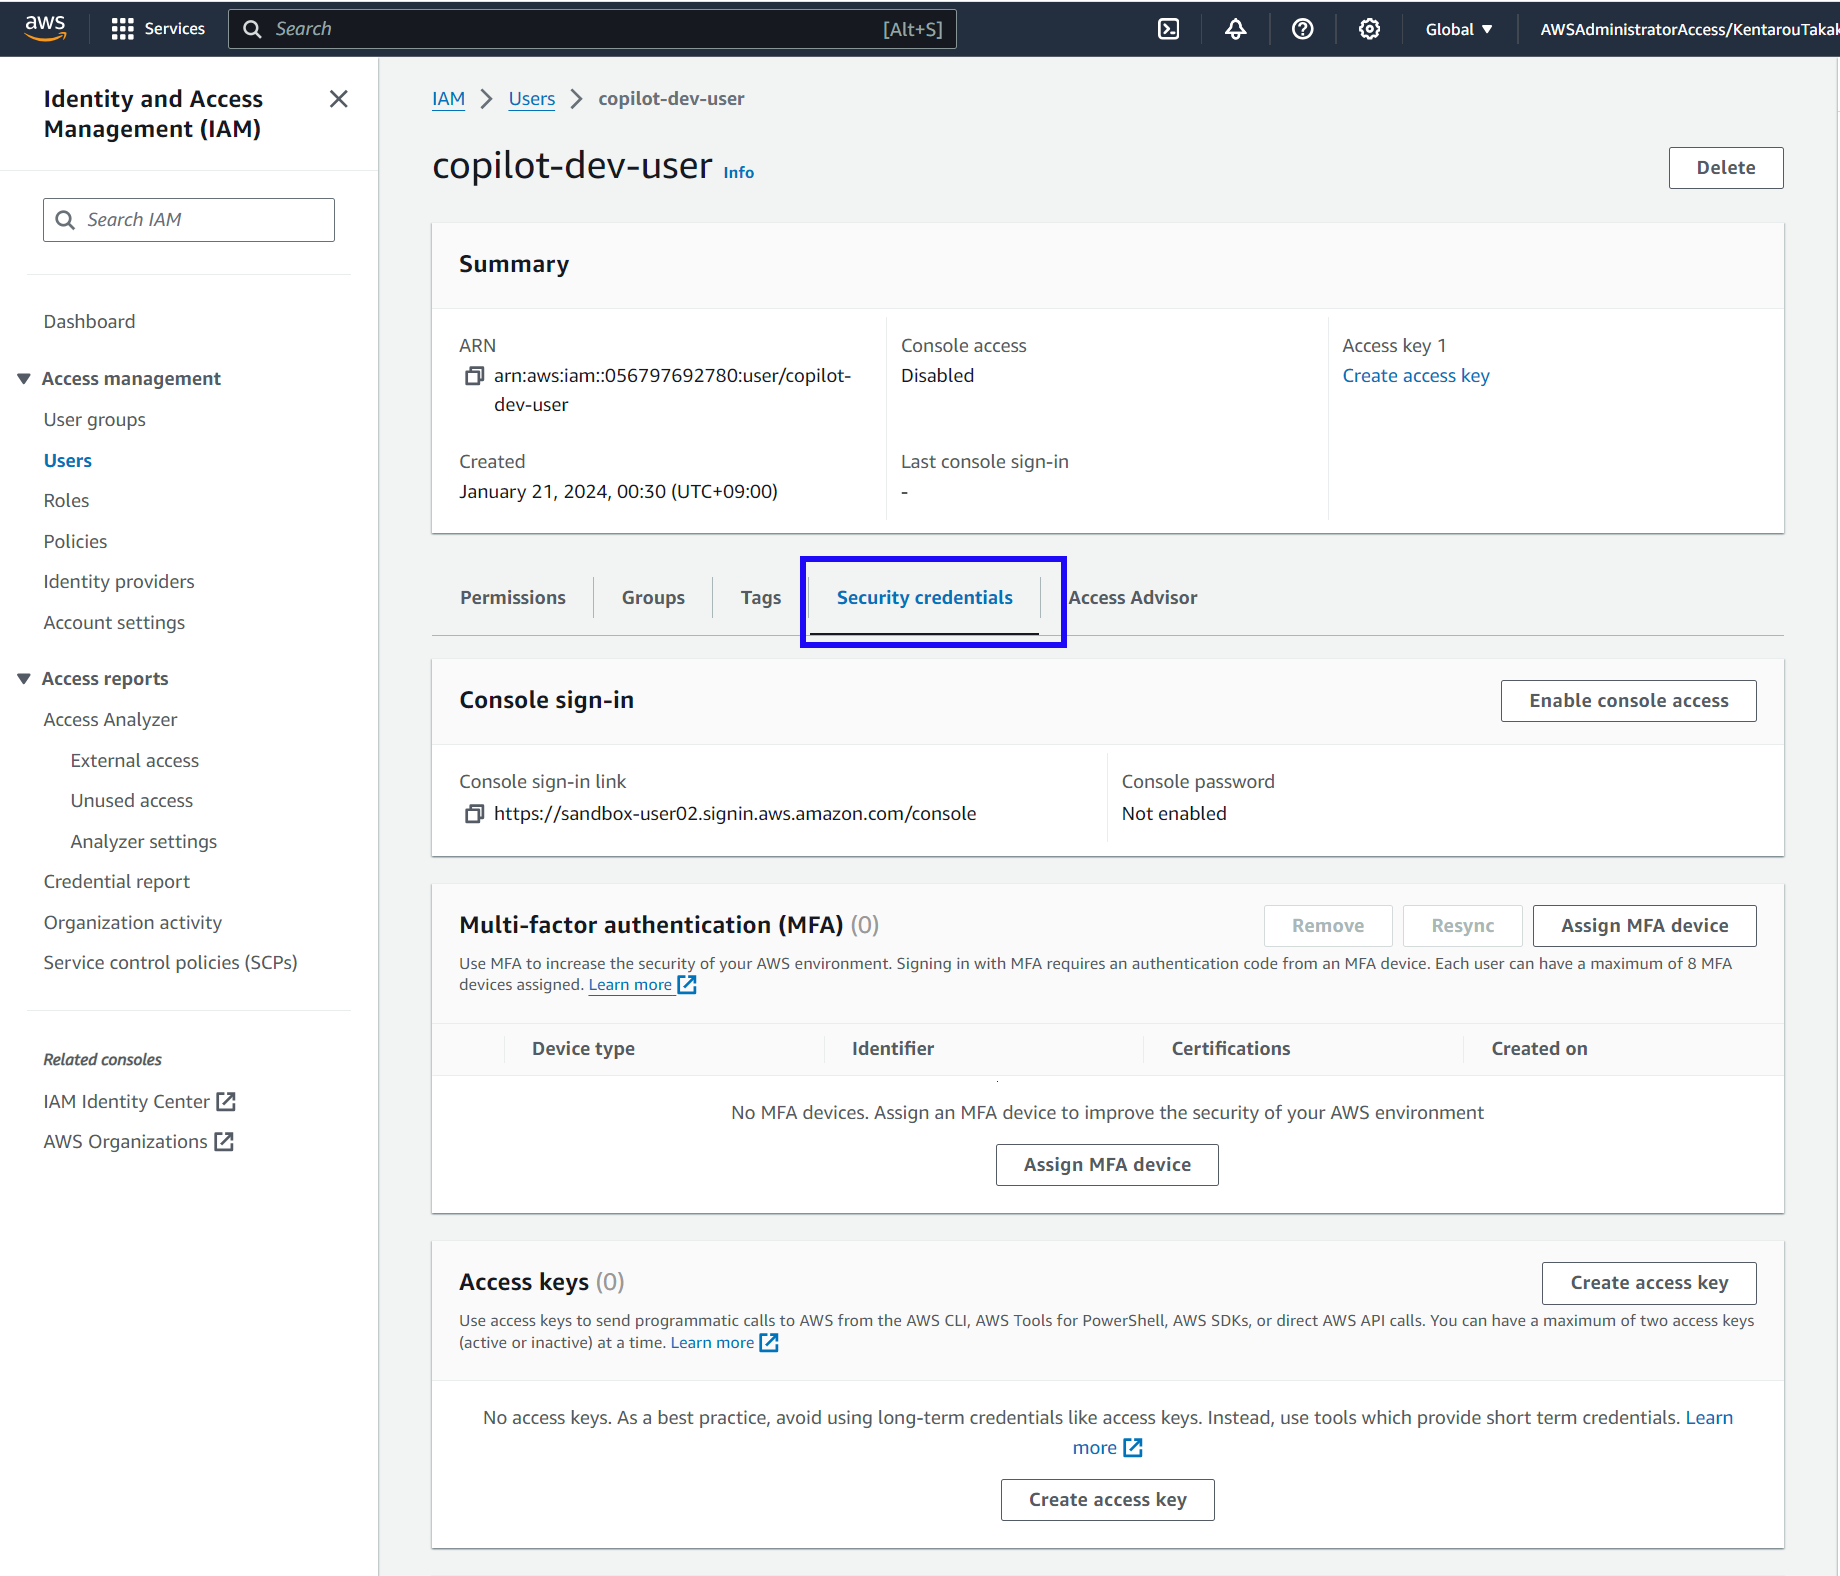 aws
Services
Search
[Alt+S]
Global
AWSAdministratorAccess/KentarouTakak
Identity and Access
Management (IAM)
Search IAM
Dashboard
Access management
User groups
Users
Roles
Policies
Identity providers
Account settings
Access reports
Access Analyzer
External access
Unused access
Analyzer settings
Credential report
Organization activity
Service control policies (SCPs)
Related consoles
IAM Identity Center
AWS Organizations
IAM > Users > copilot-dev-user
copilot-dev-user Info
Delete
Summary
ARN
arn:aws:iam::056797692780:user/copilot-
dev-user
Console access
Disabled
Access key 1
Create access key
Created
January 21, 2024, 00:30 (UTC+09:00)
Last console sign-in
-
Permissions
Groups
Tags
Security credentials
Access Advisor
Console sign-in
Enable console access
Console sign-in link
https://sandbox-user02.signin.aws.amazon.com/console
Console password
Not enabled
Multi-factor authentication (MFA) (0)
Remove
Resync
Assign MFA device
Use MFA to increase the security of your AWS environment. Signing in with MFA requires an authentication code from an MFA device. Each user can have a maximum of 8 MFA
devices assigned. Learn more
Device type
Identifier
Certifications
Created on
No MFA devices. Assign an MFA device to improve the security of your AWS environment
Assign MFA device
Access keys (0)
Create access key
Use access keys to send programmatic calls to AWS from the AWS CLI, AWS Tools for PowerShell, AWS SDKs, or direct AWS API calls. You can have a maximum of two access keys
(active or inactive) at a time. Learn more
No access keys. As a best practice, avoid using long-term credentials like access keys. Instead, use tools which provide short term credentials. Learn
more
Create access key